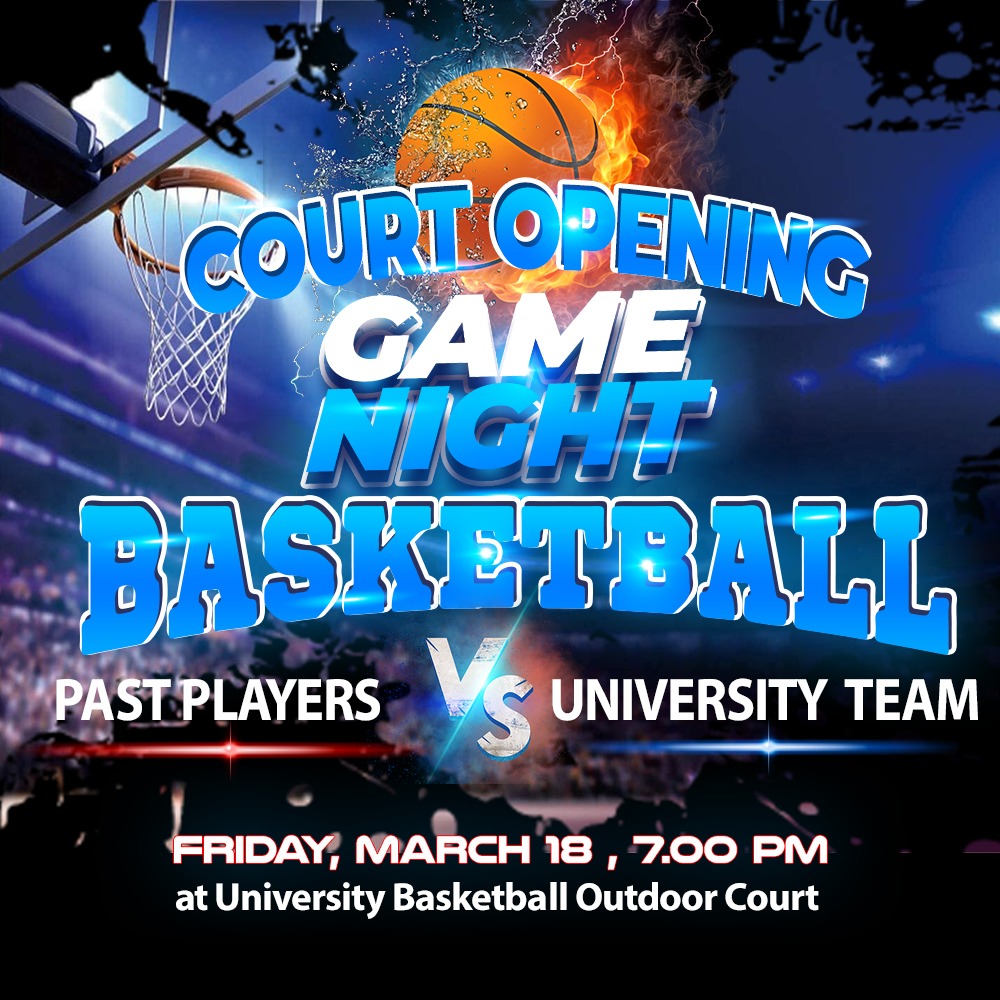 COURT OPENING
GAME
NIGHT
BASKETBALL
PAST PLAYERS VS UNIVERSITY TEAM
FRIDAY, MARCH 18 , 7.00 PM
at University Basketball Outdoor Court